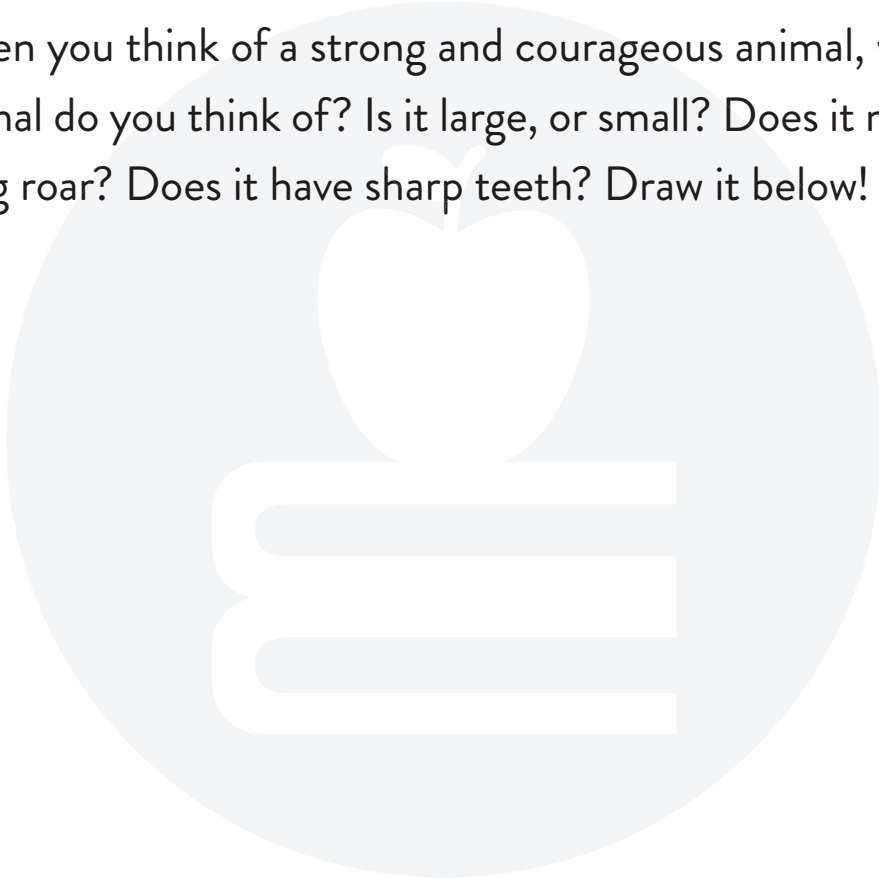 en you think of a strong and courageous animal,
nal do you think of? Is it large, or small? Does it
g roar? Does it have sharp teeth? Draw it below!